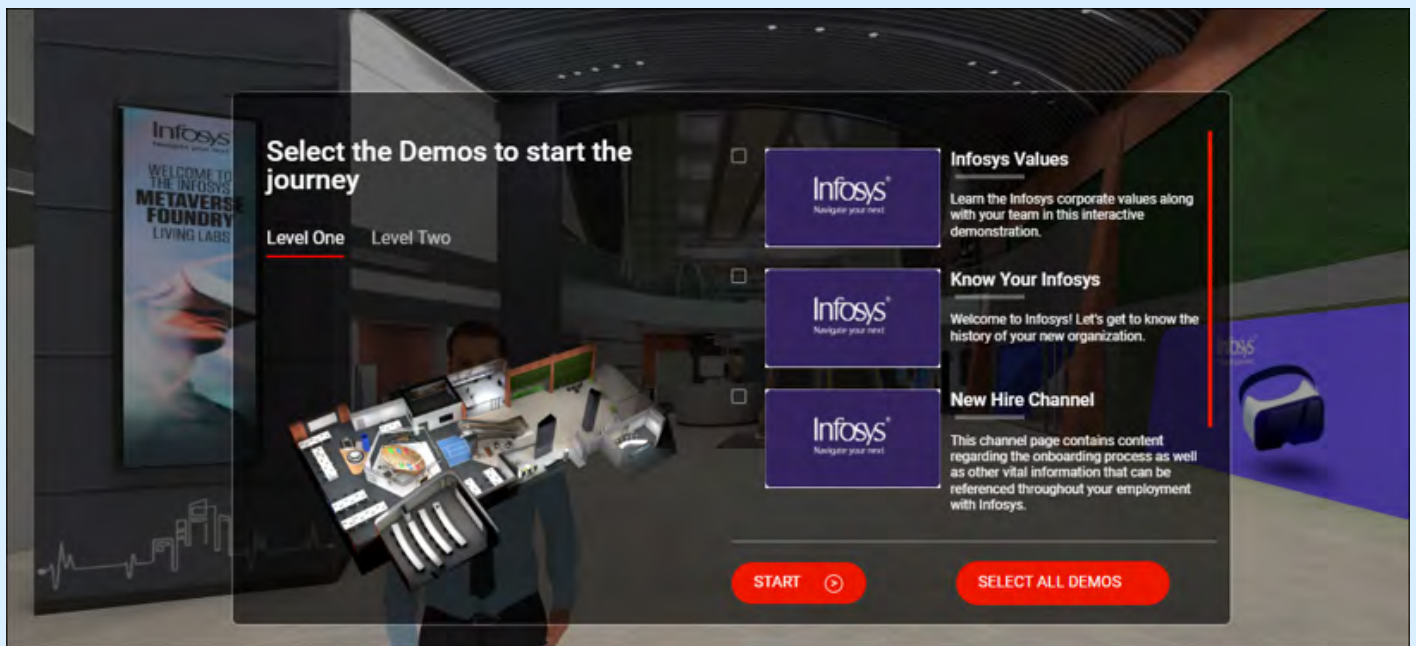 Infosys
Navigate your next
WELCOME TO
THE INFOSYS
METAVERSE
FOUNDRY
LIVING LABS
Select the Demos to start the
journey
Level One Level Two
Infosys®
Navigate your next
Infosys Values
Learn the Infosys corporate values along
with your team in this interactive
demonstration.
Infosys®
Navigate your next
Know Your Infosys
Welcome to Infosys! Let's get to know the
history of your new organization.
Infosys®
Navigate your next
New Hire Channel
This channel page contains content
regarding the onboarding process as well
as other vital information that can be
referenced throughout your employment
with Infosys.
START
SELECT ALL DEMOS
Infosys